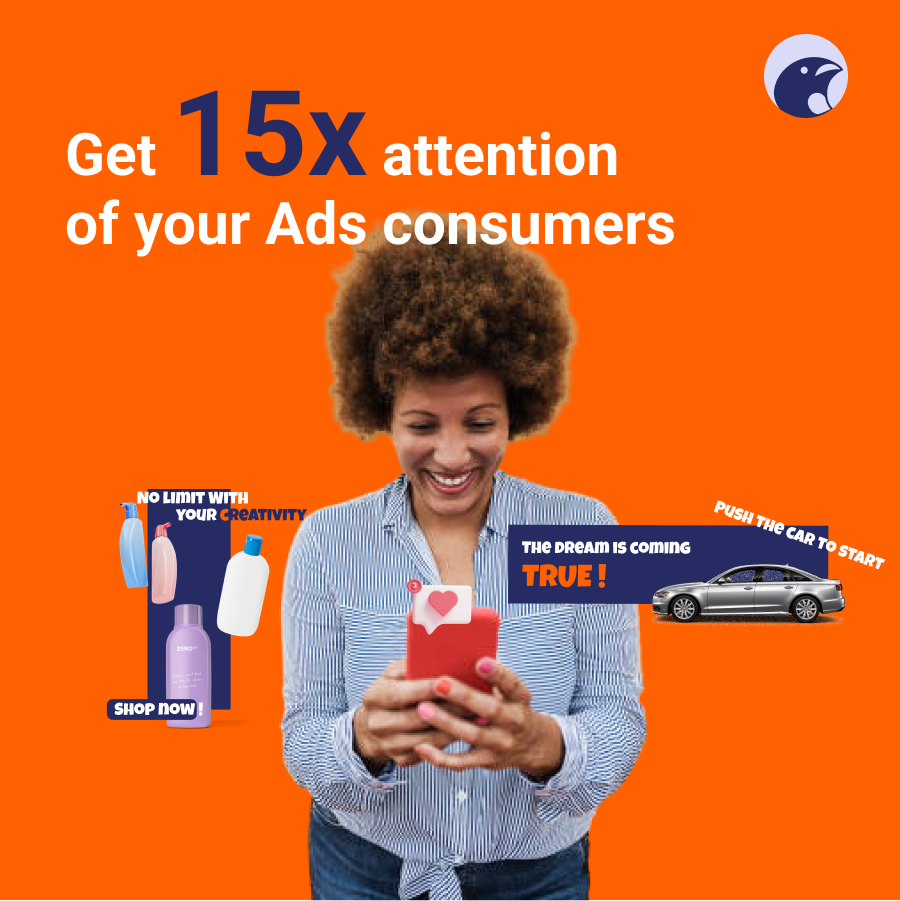 Get 15x attention
of your Ads consumers
NO LIMIT WITH
YOUR CREATIVITY
SHOP NOW !
THE DREAM IS COMING
TRUE !
PUSH THE CAR TO START
3
ZERO